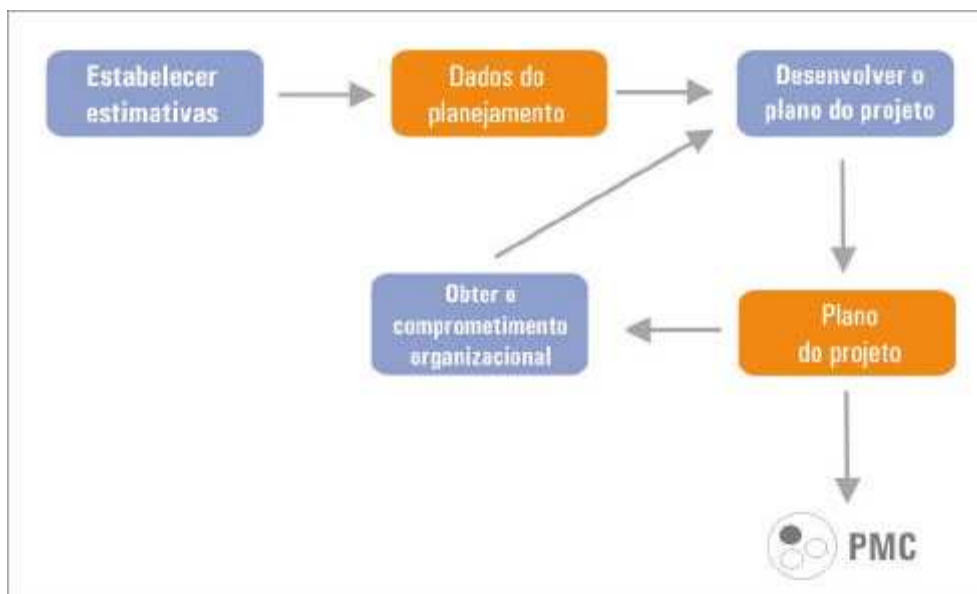 Estabelecer
estimativas
Dados do
planejamento
Desenvolver o
plano do projeto
Obter o
comprometimento
organizacional
Plano
do projeto
PMC